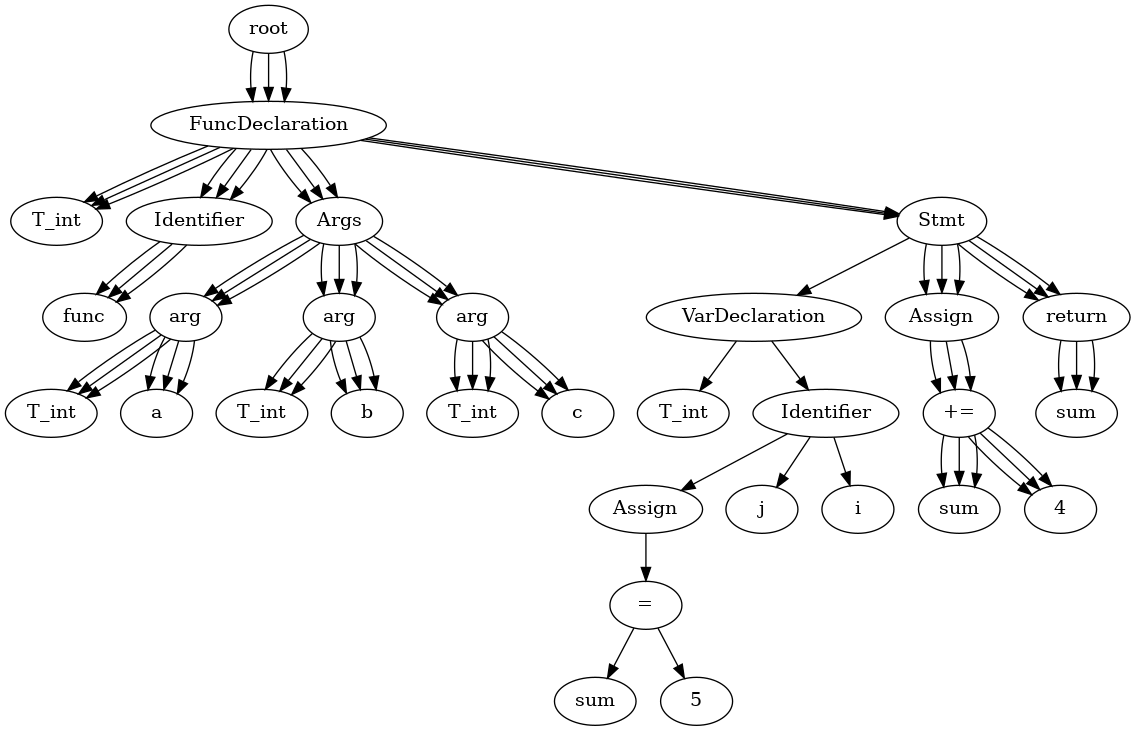 root
FuncDeclaration
T_int
Identifier
Args
Stmt
func
arg
arg
arg
VarDeclaration
Assign
return
T_int
a
T_int
b
T_int
c
T_int
Identifier
+=
sum
Assign
j
i
sum
4
=
sum
5